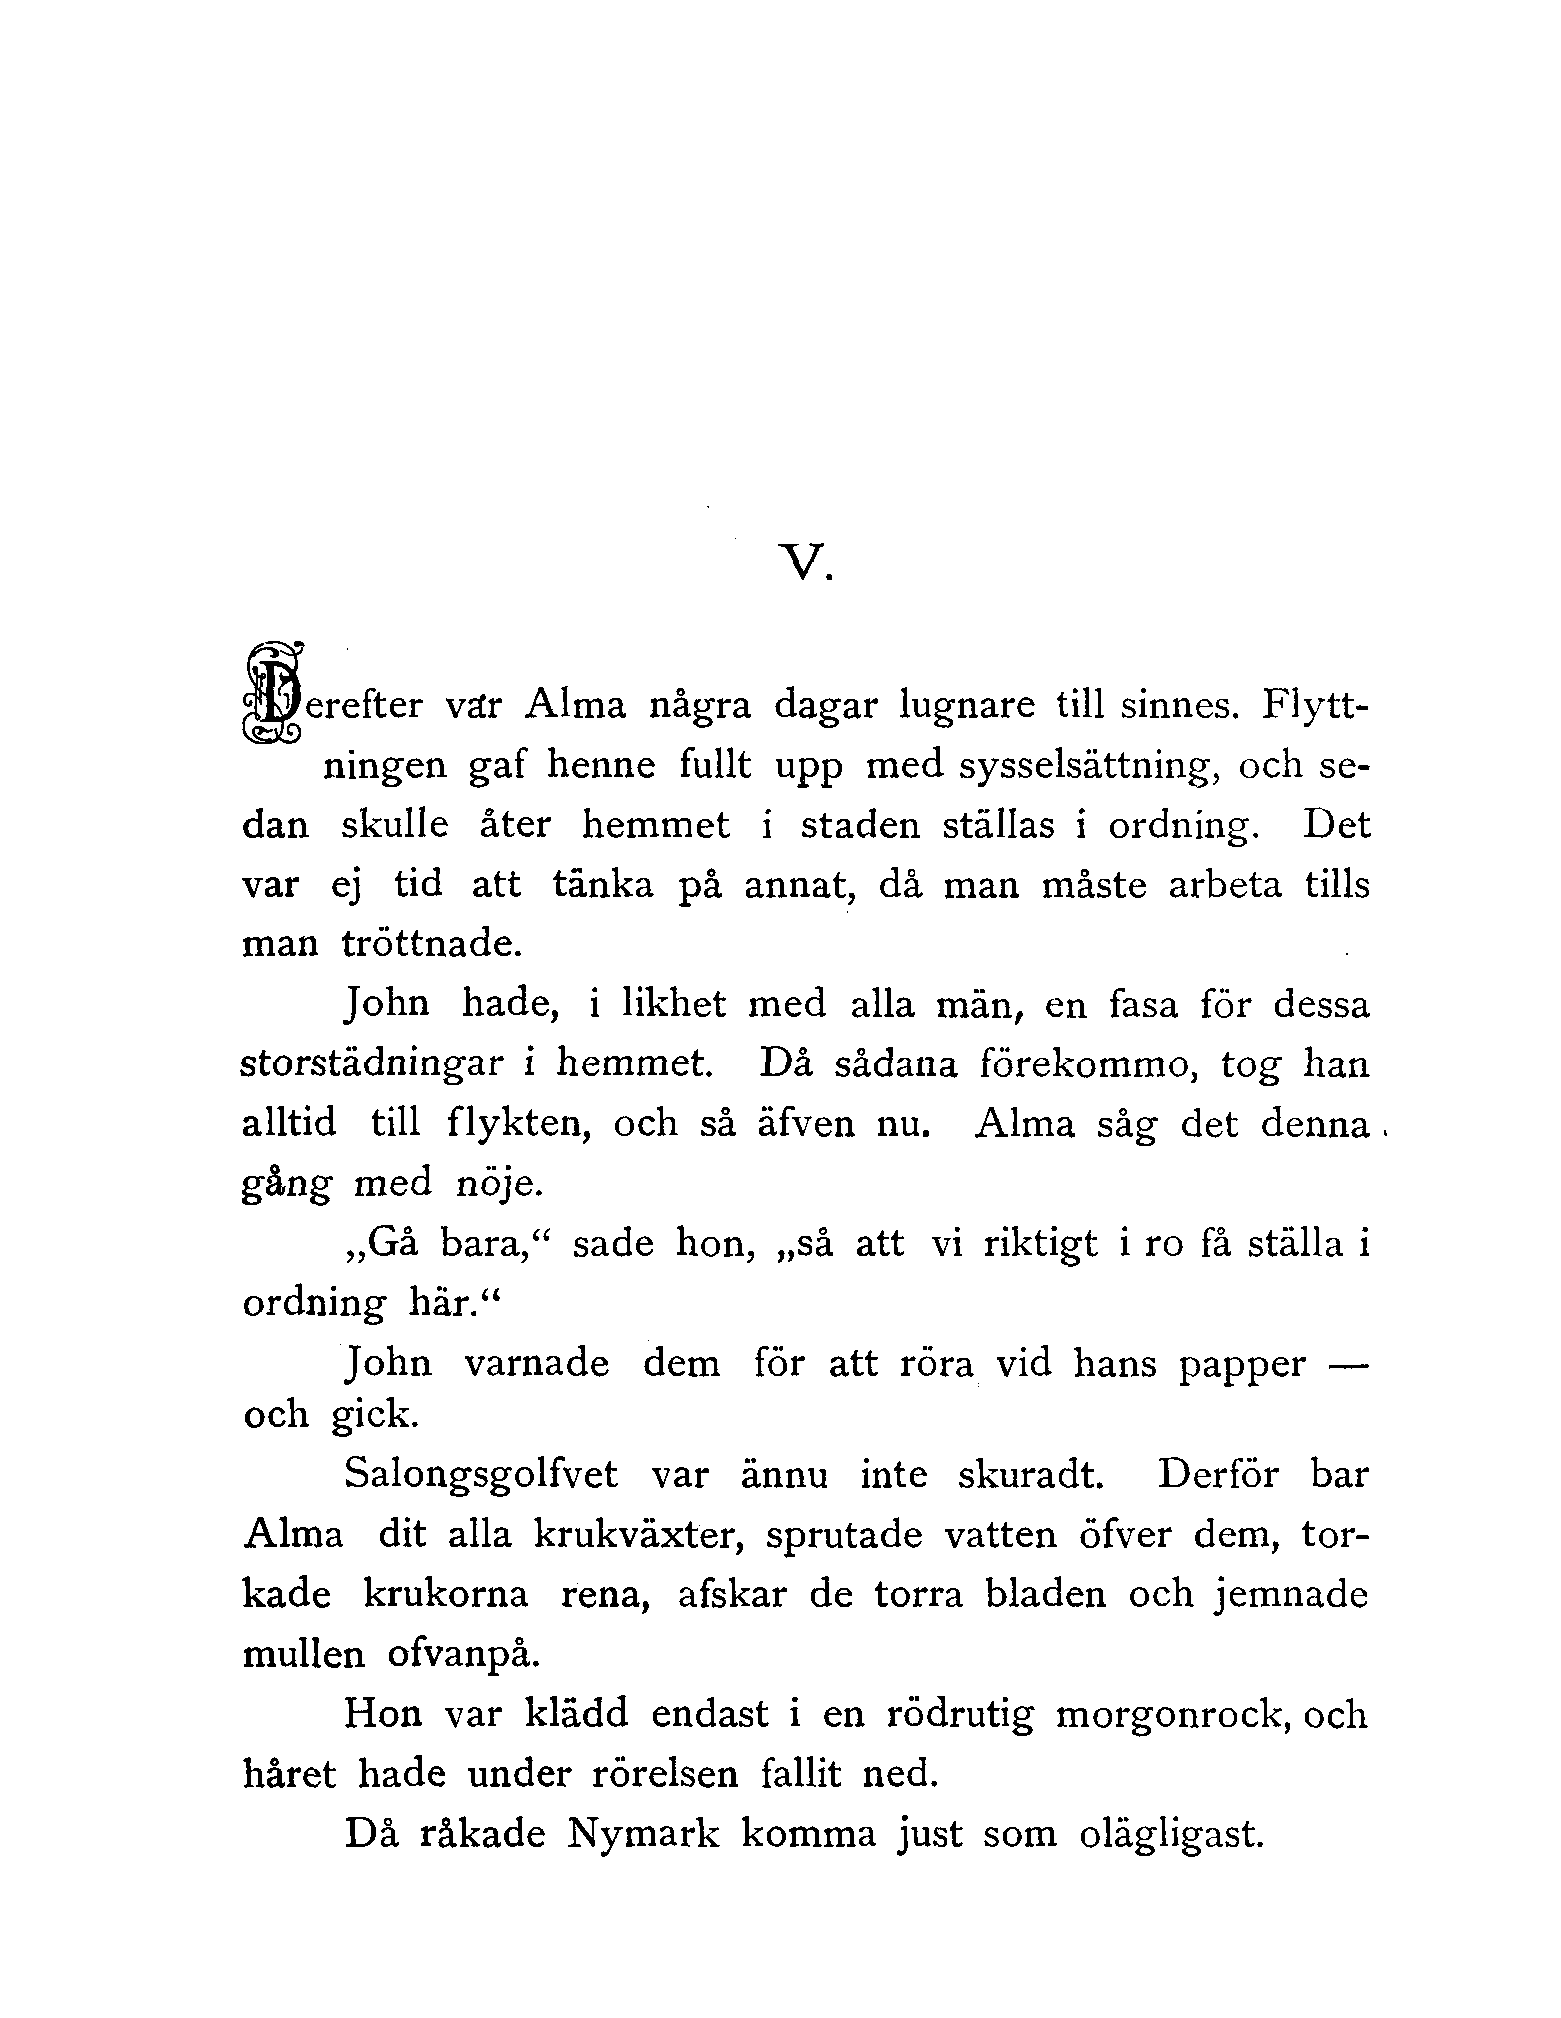 V.
Derefter var Alma några dagar lugnare till sinnes. Flytt-
ningen gaf henne fullt upp med sysselsättning, och se-
dan skulle åter hemmet i staden ställas i ordning. Det
var ej tid att tänka på annat, då man måste arbeta tills
man tröttnade.
John hade, i likhet med alla män, en fasa för dessa
storstädningar i hemmet. Då sådana förekommo, tog han
alltid till flykten, och så äfven nu. Alma såg det denna
gång med nöje.
„Gå bara,“ sade hon, „så att vi riktigt i ro få ställa i
ordning här.“
John varnade dem för att röra vid hans papper —
och gick.
Salongsgolfvet var ännu inte skuradt. Derför bar
Alma dit alla krukväxter, sprutade vatten öfver dem, tor-
kade krukorna rena, afskar de torra bladen och jemnade
mullen ofvanpå.
Hon var klädd endast i en rödrutig morgonrock, och
håret hade under rörelsen fallit ned.
Då råkade Nymark komma just som olägligast.